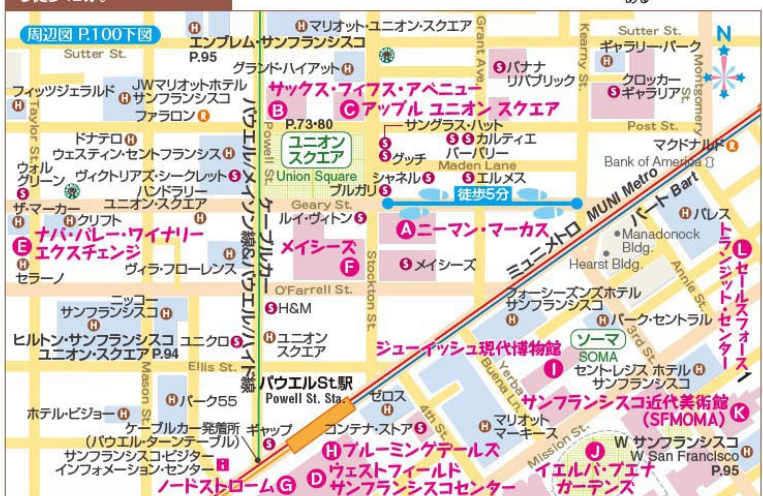 周辺図 P.100下図
Sutter St.
エンブレム・サンフランシスコ
P.95
マリオット・ユニオン・スクエア
グランド・ハイアット
Grant Ave.
Kearny St.
Sutter St.
ギャラリー・パーク
N
Montgomery St.
バナナ
リパブリック
クロッカー
ギャラリア
フィッツジェラルド
JWマリオットホテル
サンフランシスコ
ファラロン
サックス・フィフス・アベニュー
B
C アップル ユニオン スクエア
P.73・80
ユニオン
スクエア
Union Square
サングラス・ハット
カルティエ
グッチ
バーバリー
Post St.
マクドナルド
Bank of America
Maden Lane
シャネル
エルメス
ブルガリ
徒歩5分
Taylor St.
ドナテロ
ウェスティン・セントフランシス
ウォル
グリーン
ヴィクトリアズ・シークレット
ハンドラリー
ユニオン・スクエア
Powell St.
パウエル/メイソン線&パウエル/ハイド線
ケーブルカー
Geary St.
ザ・マーカー
クリフト
ルイ・ヴィトン
E ナパ・バレー・ワイナリー
エクスチェンジ
セラーノ
ヴィラ・フローレンス
メイシーズ
F
A ニーマン・マーカス
メイシーズ
ミュニメトロ MUNI Metro
バート Bart
パレス
Manadonock
Bldg.
Hearst Bldg.
Annie St.
L セールスフォース・
トランジット・センター
O'Farrell St.
Stockton St.
ニッコー
サンフランシスコ
H&M
ヒルトン・サンフランシスコ
ユニオン・スクエア P.94
ユニクロ
ユニオン
スクエア
Ellis St.
フォーシーズンズホテル
サンフランシスコ
パーク・セントラル
ソーマ
SOMA
3rd St.
ジューイッシュ現代博物館
I
セントレジス ホテル
サンフランシスコ
Yerba
Buena Ln.
サンフランシスコ近代美術館
(SFMOMA) K
Mason St.
パーク55
パウエルSt.駅
Powell St. Sta.
ゼロス
4th St.
ホテル・ビジョー
ケーブルカー発着所
(パウエル・ターンテーブル)
ギャップ
コンテナ・ストア
マリオット
マーキース
Mission St.
サンフランシスコ・ビジター
インフォメーション・センター
H ブルーミングデールズ
D ウェストフィールド
サンフランシスコセンター
ノードストローム G
J
イエルバ・ブエナ
ガーデンズ
W サンフランシスコ
W San Francisco
P.95